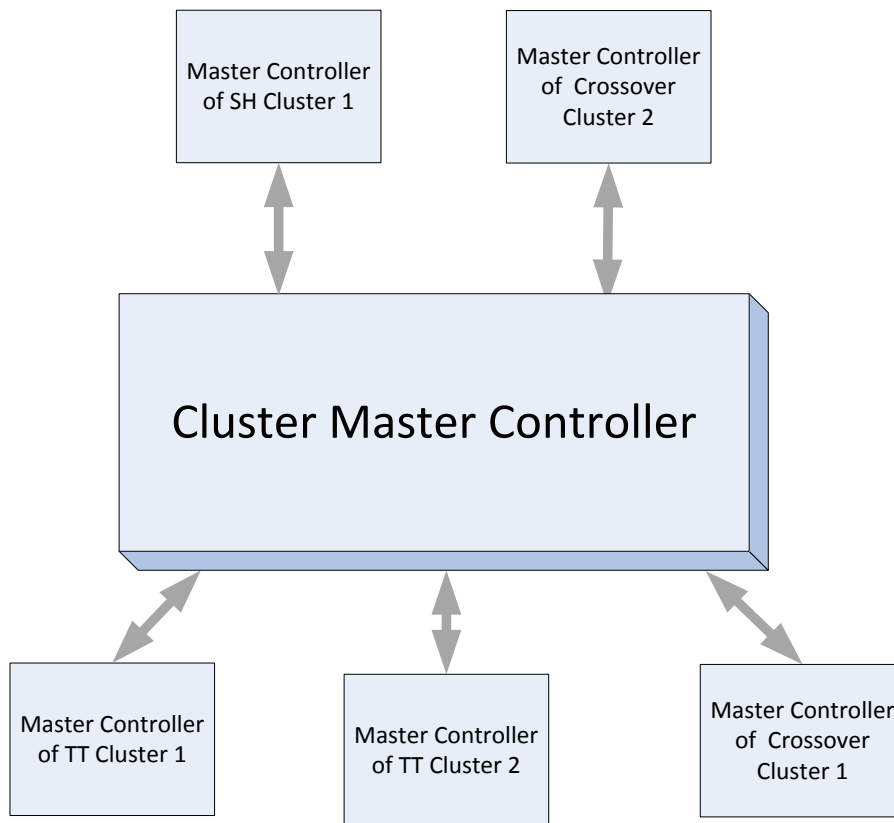 Master Controller
of SH Cluster 1
Master Controller
of Crossover
Cluster 2
Cluster Master Controller
Master Controller
of TT Cluster 1
Master Controller
of TT Cluster 2
Master Controller
of Crossover
Cluster 1